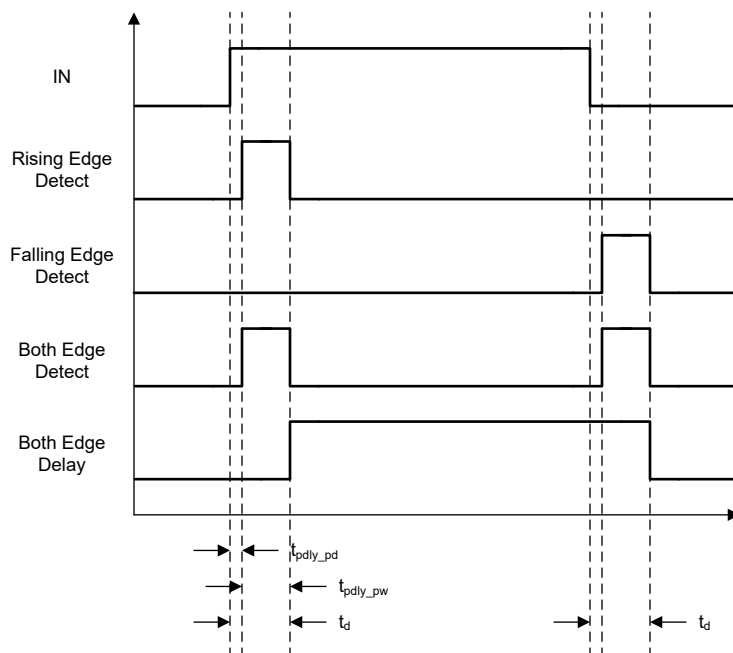 IN
Rising Edge
Detect
Falling Edge
Detect
Both Edge
Detect
Both Edge
Delay
tpdly_pd
tpdly_pw
td
td